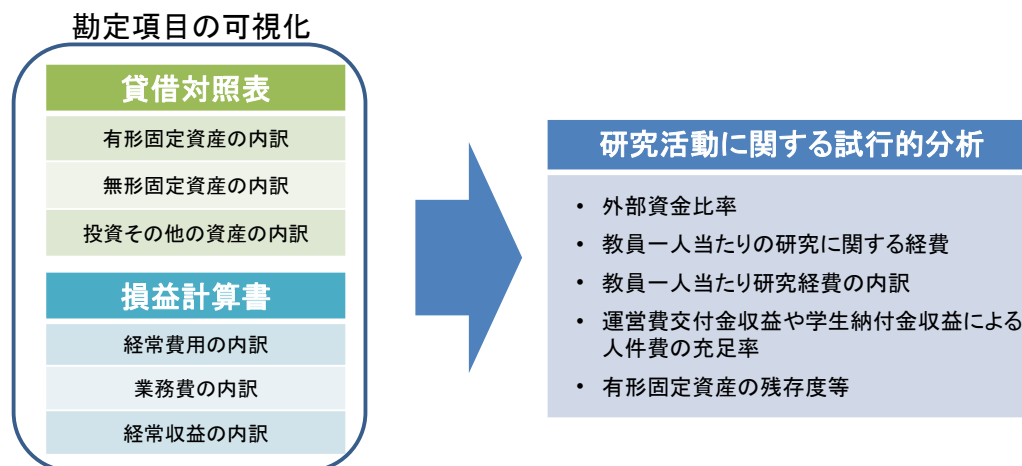 勘定項目の可視化
貸借対照表
有形固定資産の内訳
無形固定資産の内訳
投資その他の資産の内訳
損益計算書
経常費用の内訳
業務費の内訳
経常収益の内訳
研究活動に関する試行的分析
• 外部資金比率
• 教員一人当たりの研究に関する経費
• 教員一人当たり研究経費の内訳
• 運営費交付金収益や学生納付金収益による
人件費の充足率
• 有形固定資産の残存度等